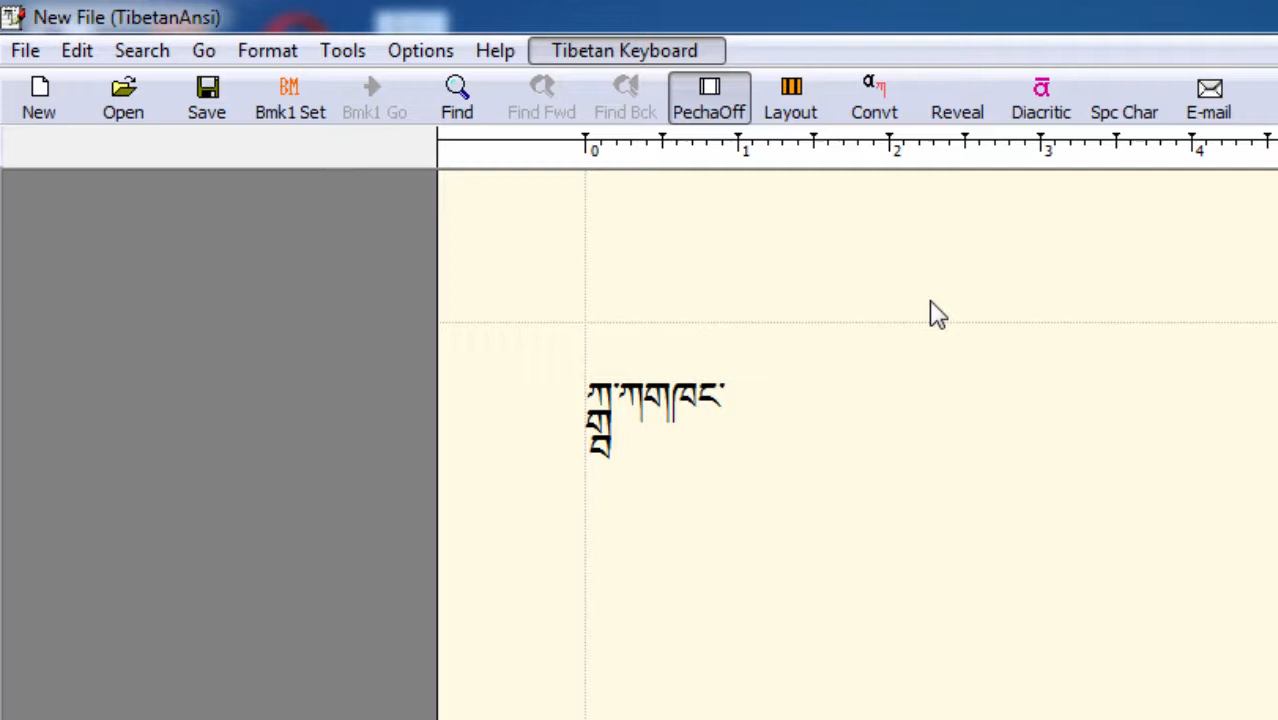 New File (TibetanAnsi)
File Edit Search Go Format Tools Options Help Tibetan Keyboard
New Open Save Bmk1 Set Bmk1 Go Find Find Fwd Find Bck PechaOff Layout Convt Reveal Diacritic Spc Char E-mail
0 1 2 3 4
་ཀགཁང་